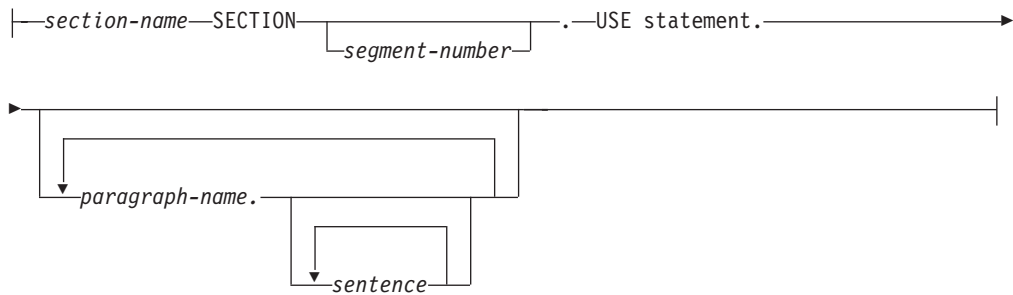 section-name SECTION . USE statement.
segment-number
paragraph-name.
sentence